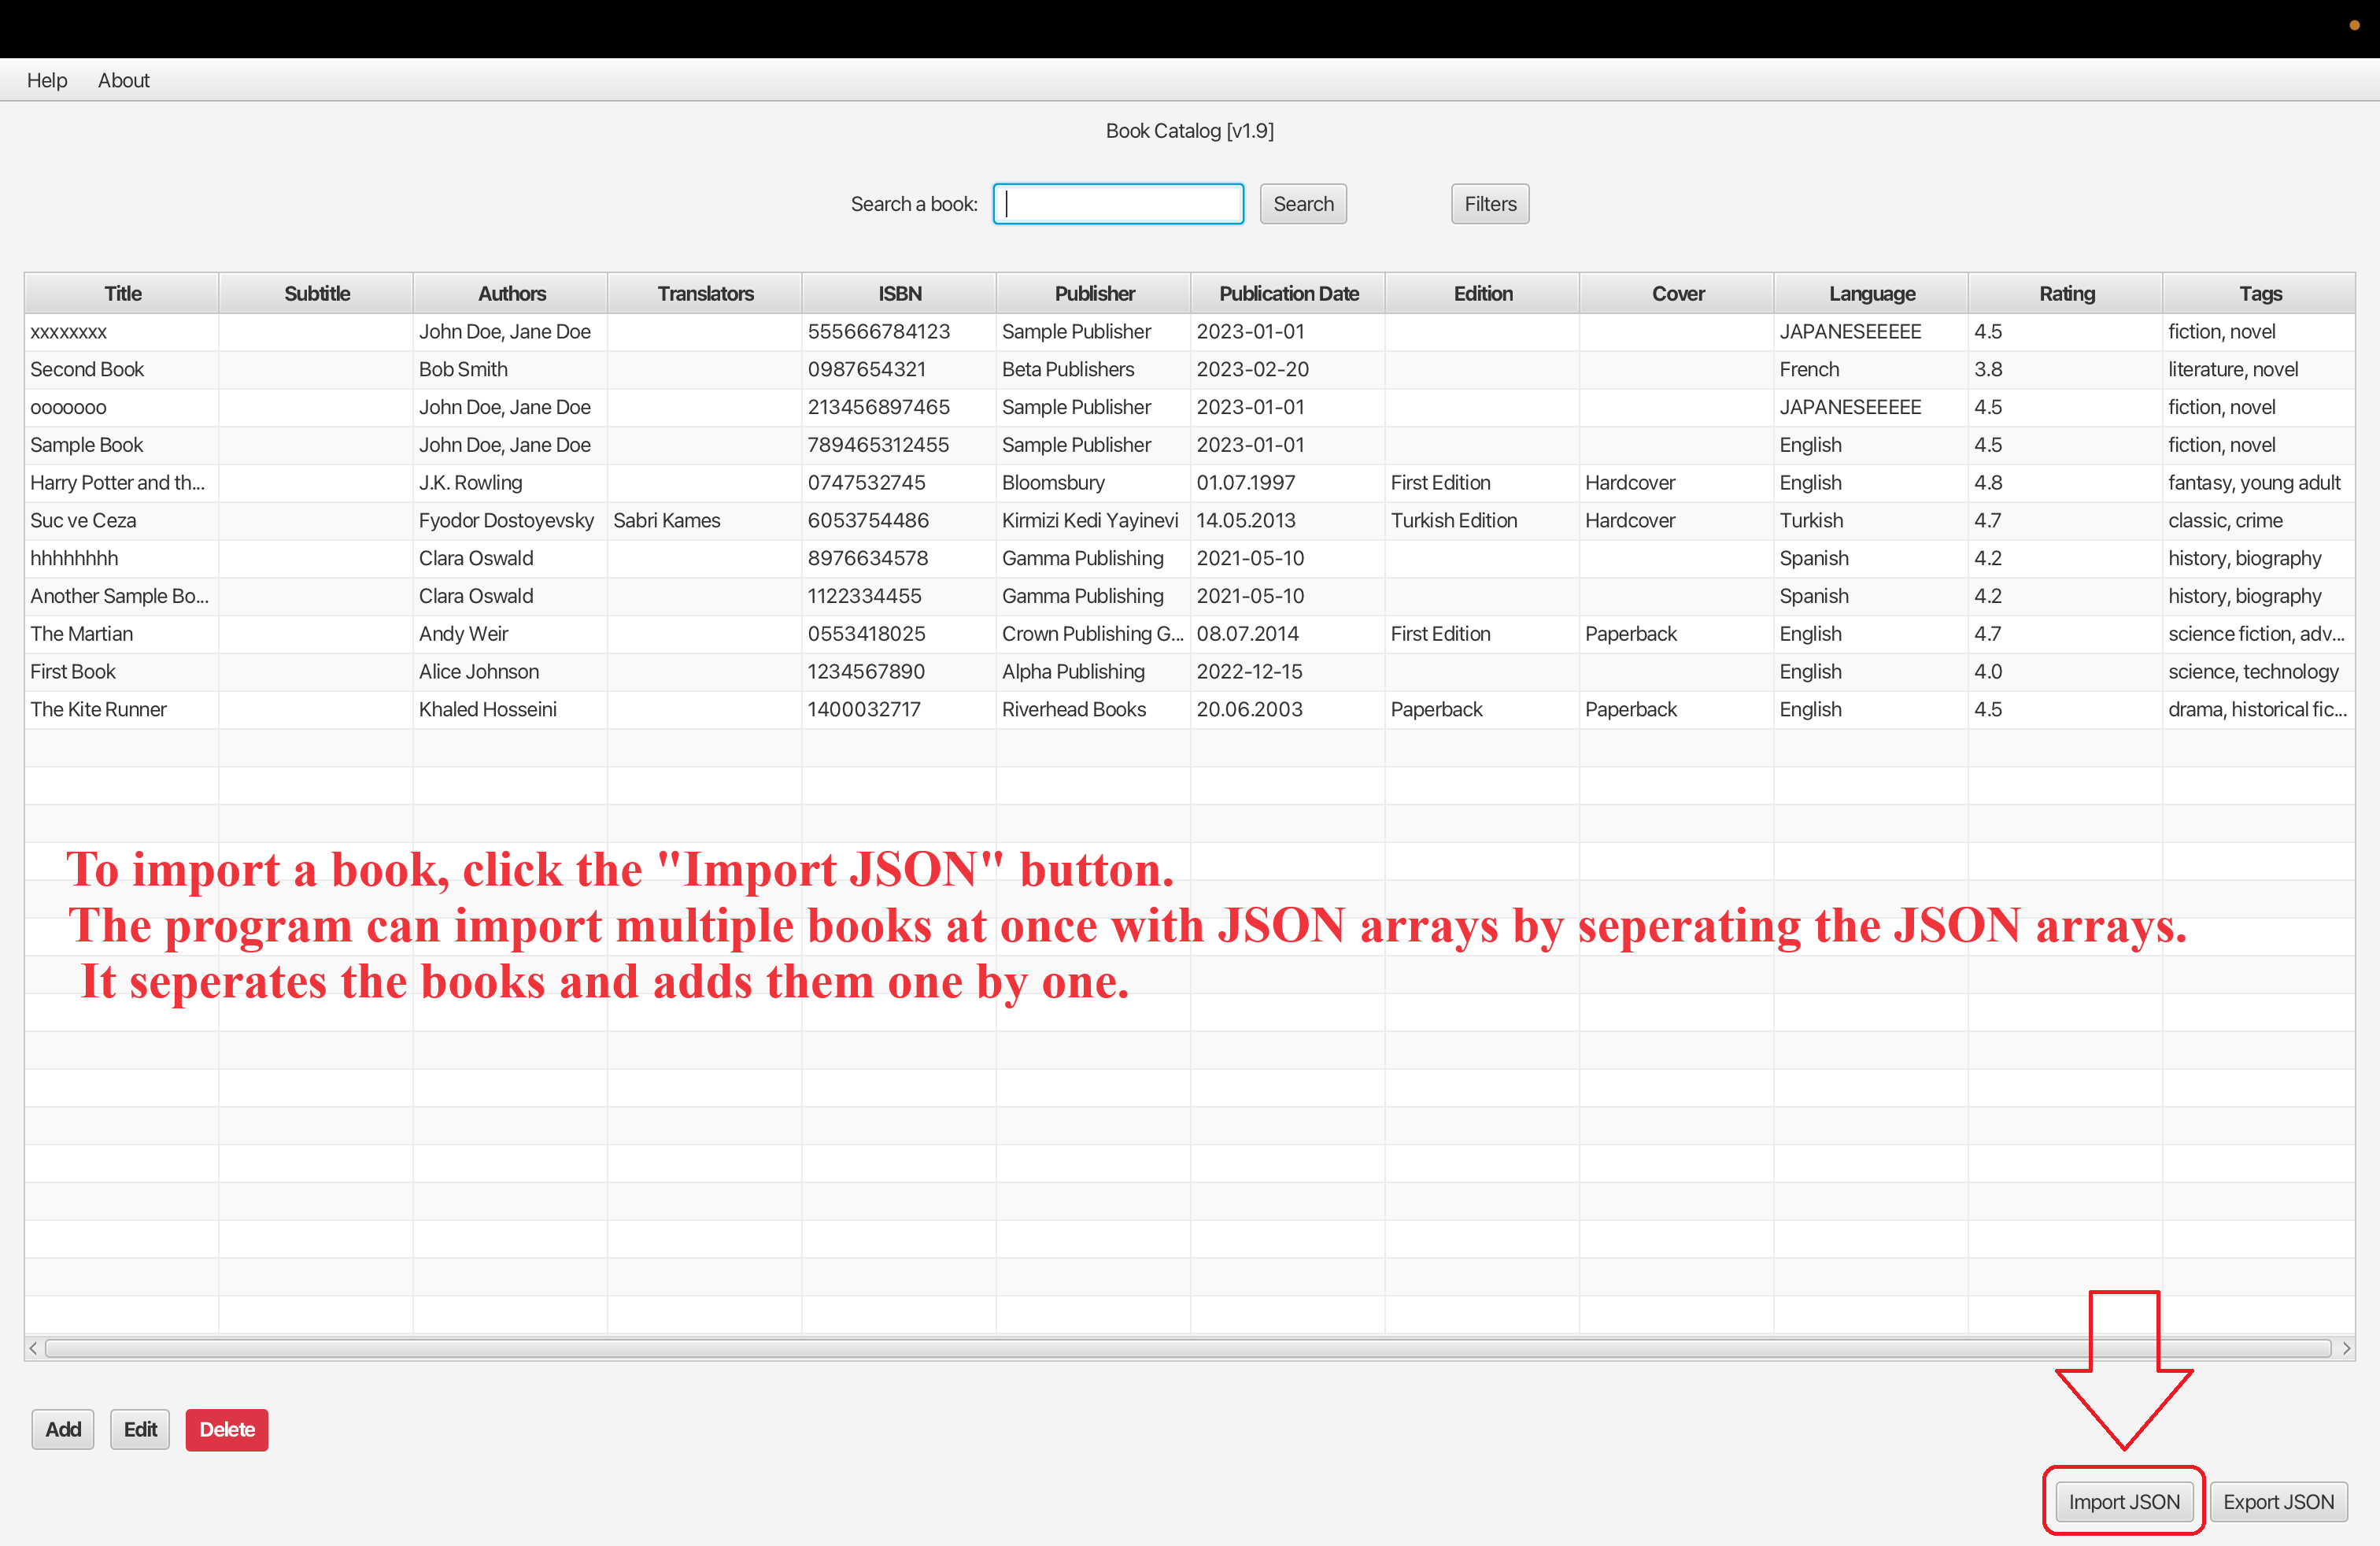 Help About
Book Catalog [v1.9]
Search a book: Search Filters
Title Subtitle Authors Translators ISBN Publisher Publication Date Edition Cover Language Rating Tags
xxxxxxxx John Doe, Jane Doe 555666784123 Sample Publisher 2023-01-01 JAPANESEEEEE 4.5 fiction, novel
Second Book Bob Smith 0987654321 Beta Publishers 2023-02-20 French 3.8 literature, novel
ooooooo John Doe, Jane Doe 213456897465 Sample Publisher 2023-01-01 JAPANESEEEEE 4.5 fiction, novel
Sample Book John Doe, Jane Doe 789465312455 Sample Publisher 2023-01-01 English 4.5 fiction, novel
Harry Potter and th... J.K. Rowling 0747532745 Bloomsbury 01.07.1997 First Edition Hardcover English 4.8 fantasy, young adult
Suc ve Ceza Fyodor Dostoyevsky Sabri Kames 6053754486 Kirmizi Kedi Yayinevi 14.05.2013 Turkish Edition Hardcover Turkish 4.7 classic, crime
hhhhhhhh Clara Oswald 8976634578 Gamma Publishing 2021-05-10 Spanish 4.2 history, biography
Another Sample Bo... Clara Oswald 1122334455 Gamma Publishing 2021-05-10 Spanish 4.2 history, biography
The Martian Andy Weir 0553418025 Crown Publishing G... 08.07.2014 First Edition Paperback English 4.7 science fiction, adv...
First Book Alice Johnson 1234567890 Alpha Publishing 2022-12-15 English 4.0 science, technology
The Kite Runner Khaled Hosseini 1400032717 Riverhead Books 20.06.2003 Paperback Paperback English 4.5 drama, historical fic...
To import a book, click the "Import JSON" button.
The program can import multiple books at once with JSON arrays by seperating the JSON arrays.
It seperates the books and adds them one by one.
Add Edit Delete
Import JSON Export JSON